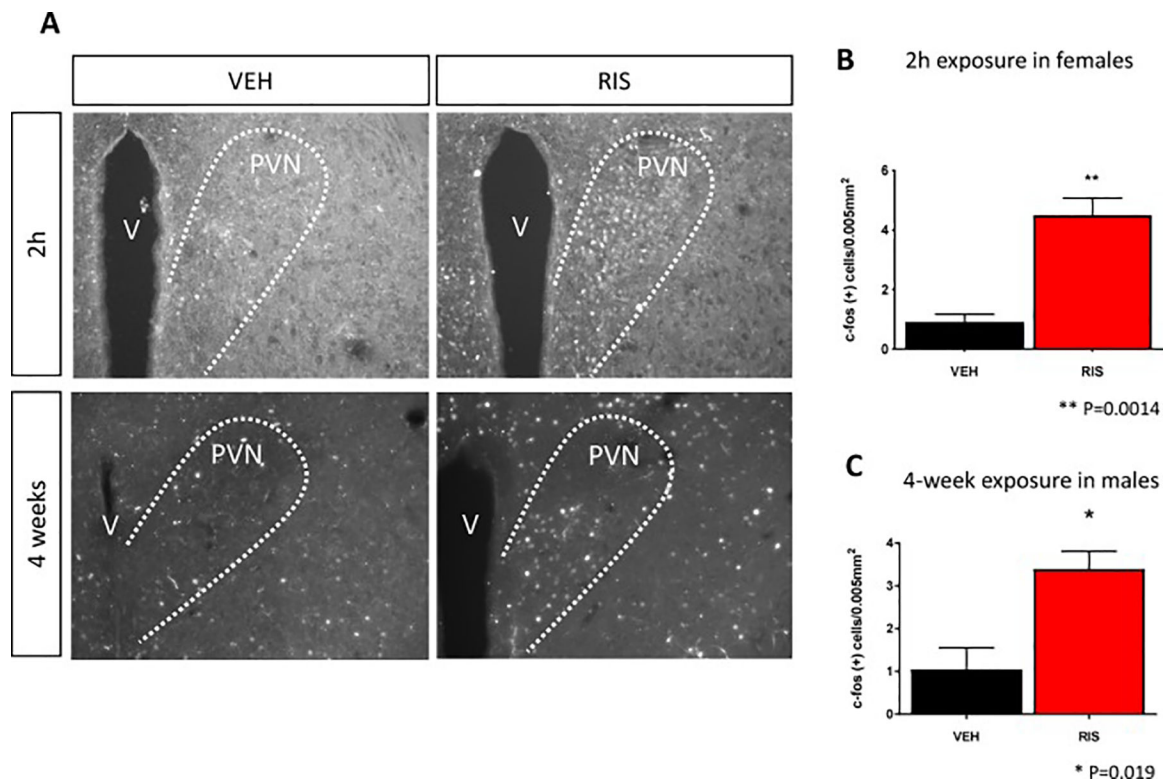 A
VEH
RIS
2h
PVN
V
PVN
V
4 weeks
PVN
V
PVN
V
B
2h exposure in females
c-fos (+) cells/0.005mm²
6
4
2
0
**
VEH
RIS
** P=0.0014
C
4-week exposure in males
c-fos (+) cells/0.005mm²
4
3
2
1
0
*
VEH
RIS
* P=0.019